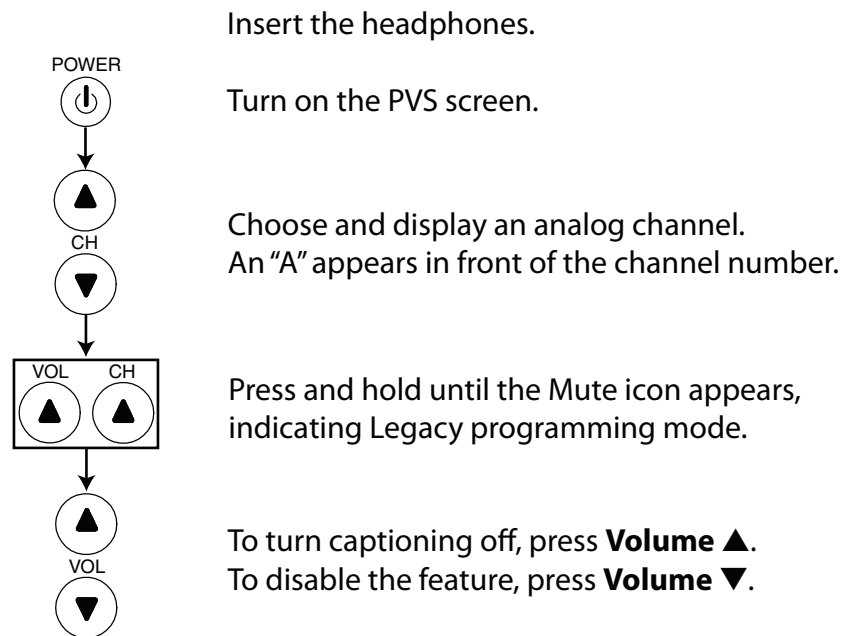 Insert the headphones.
POWER
Turn on the PVS screen.
CH
Choose and display an analog channel.
An “A” appears in front of the channel number.
VOL CH
Press and hold until the Mute icon appears,
indicating Legacy programming mode.
VOL
To turn captioning off, press Volume ▲.
To disable the feature, press Volume ▼.